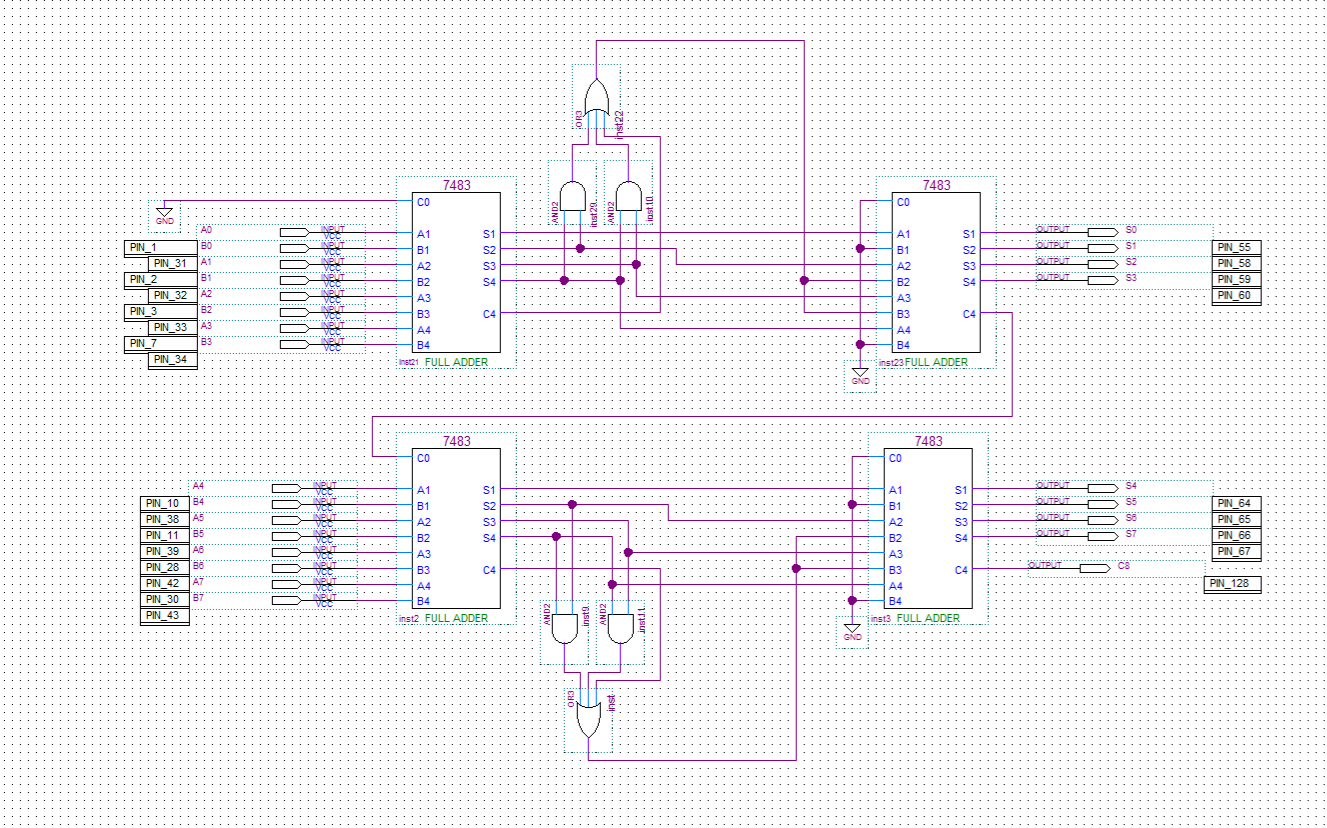 OR3
inst22
AND2
inst29
AND2
inst10
7483
7483
GND
C0
C0
A0 INPUT VCC A1 S1 A1 S1 OUTPUT S0
PIN_1 B0 INPUT VCC B1 S2 B1 S2 OUTPUT S1 PIN_55
PIN_31 A1 INPUT VCC A2 S3 A2 S3 OUTPUT S2 PIN_58
PIN_2 B1 INPUT VCC B2 S4 B2 S4 OUTPUT S3 PIN_59
PIN_32 A2 INPUT VCC A3 A3 PIN_60
PIN_3 B2 INPUT VCC B3 C4 B3 C4
PIN_33 A3 INPUT VCC A4 A4
PIN_7 B3 INPUT VCC B4 B4
PIN_34
inst21 FULL ADDER
inst23 FULL ADDER
GND
7483
7483
C0
C0
A4 INPUT VCC A1 S1 A1 S1 OUTPUT S4
PIN_10 B4 INPUT VCC B1 S2 B1 S2 OUTPUT S5 PIN_64
PIN_38 A5 INPUT VCC A2 S3 A2 S3 OUTPUT S6 PIN_65
PIN_11 B5 INPUT VCC B2 S4 B2 S4 OUTPUT S7 PIN_66
PIN_39 A6 INPUT VCC A3 A3 PIN_67
PIN_28 B6 INPUT VCC B3 C4 B3 C4 OUTPUT C8
PIN_42 A7 INPUT VCC A4 A4 PIN_128
PIN_30 B7 INPUT VCC B4 B4
PIN_43
inst2 FULL ADDER
AND2
inst9
AND2
inst11
inst3 FULL ADDER
GND
OR3
inst